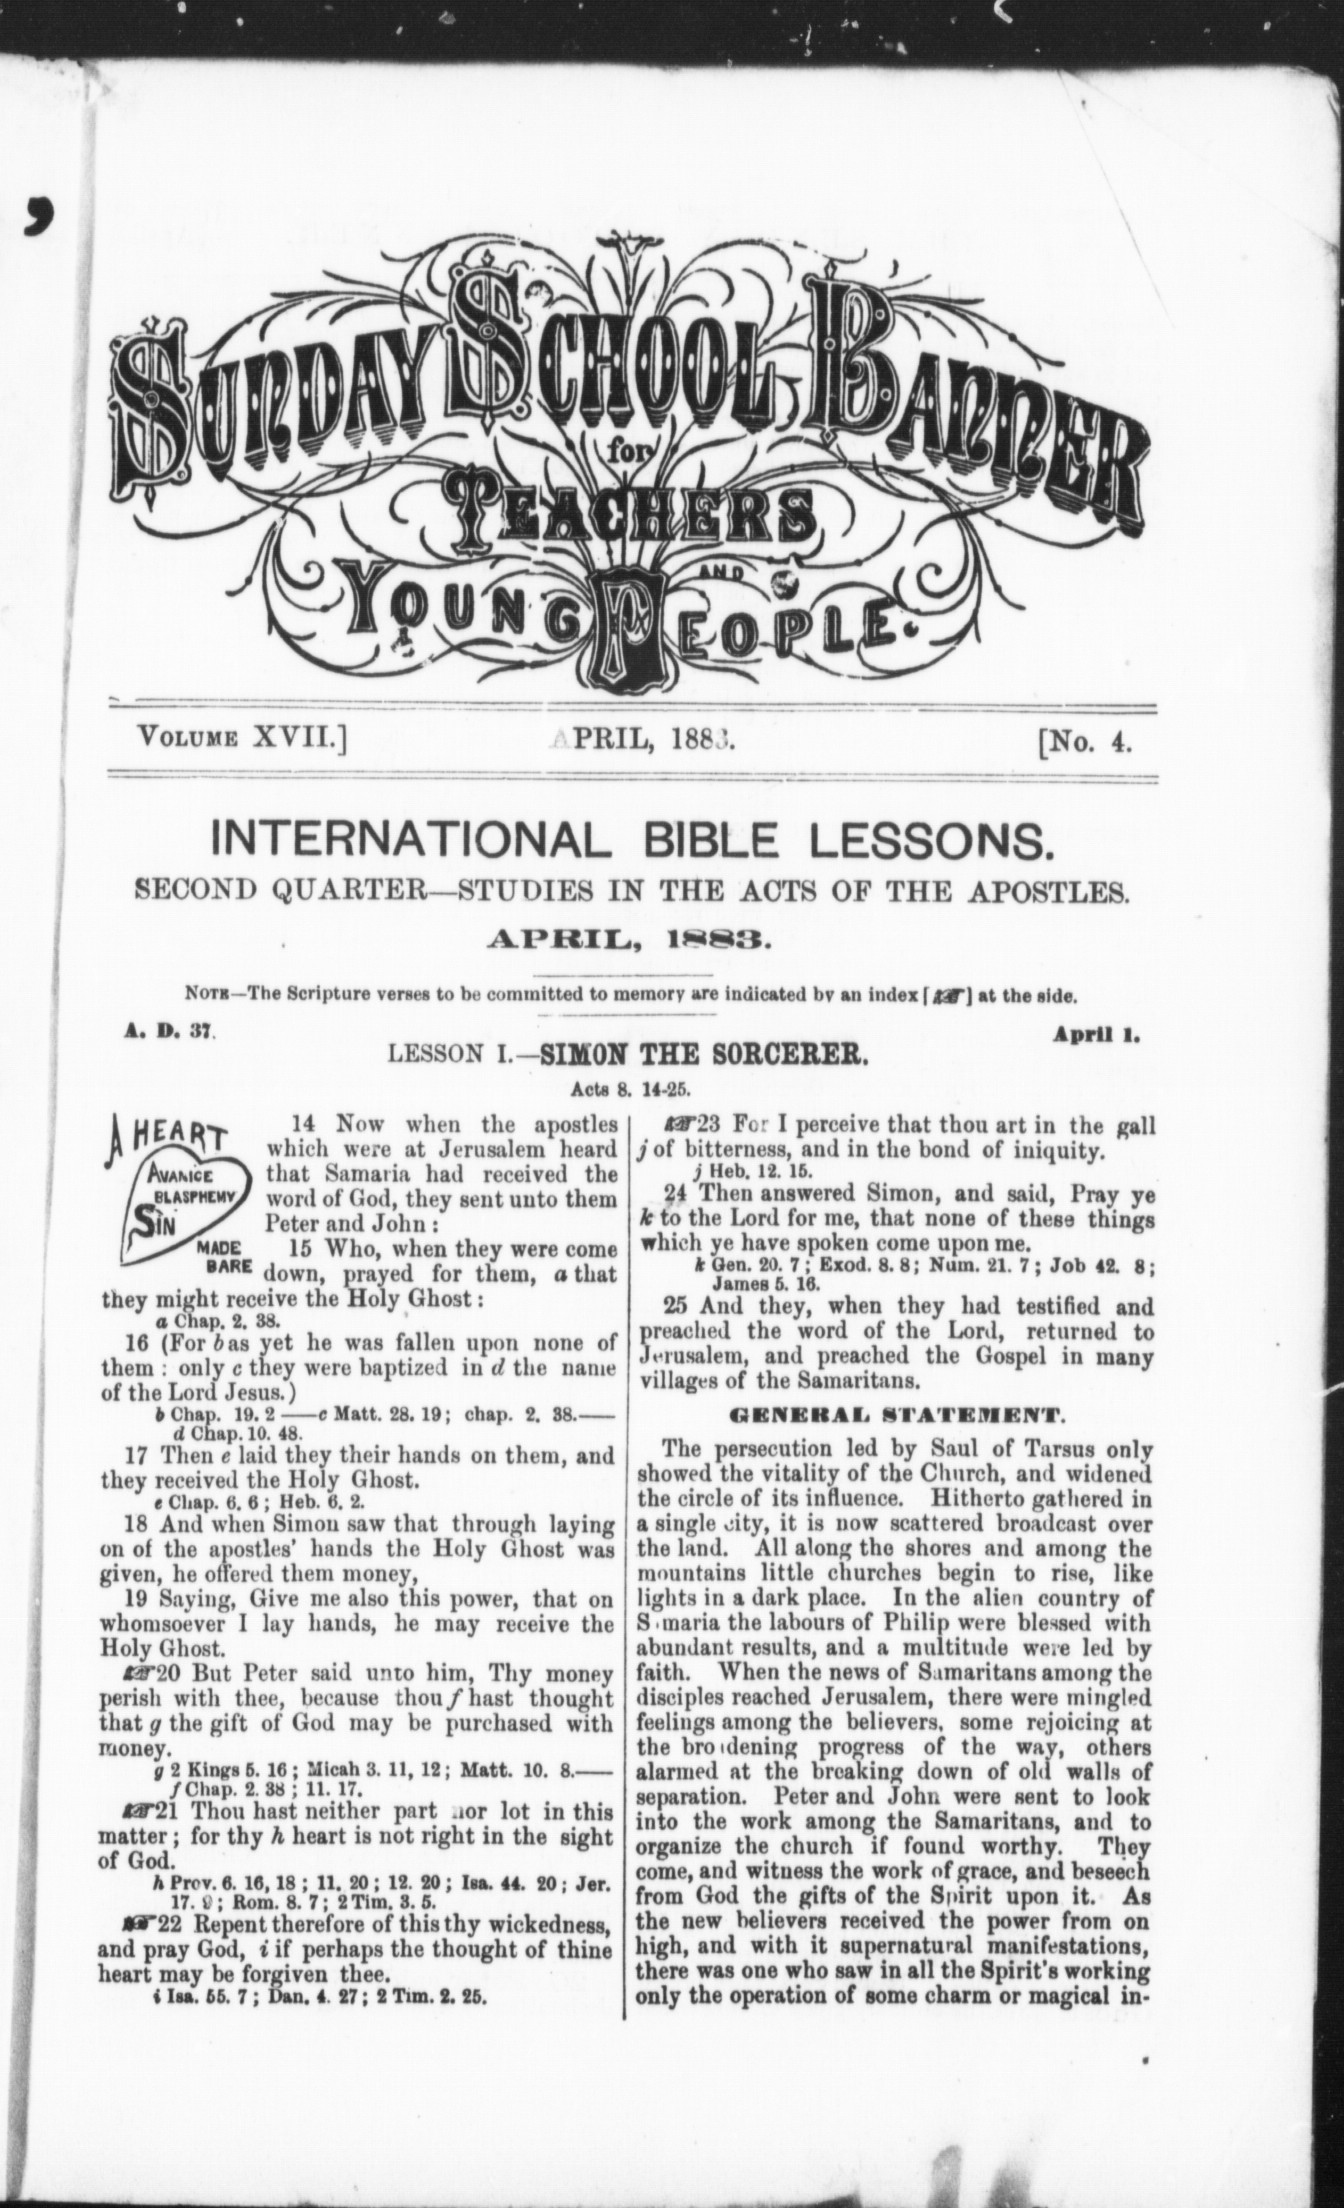 SUNDAY SCHOOL BANNER
for
TEACHERS
AND
YOUNG PEOPLE.
VOLUME XVII.] APRIL, 1883. [No. 4.
INTERNATIONAL BIBLE LESSONS.
SECOND QUARTER—STUDIES IN THE ACTS OF THE APOSTLES.
APRIL, 1883.
NOTE—The Scripture verses to be committed to memory are indicated by an index [☞] at the side.
A. D. 37. April 1.
LESSON I.—SIMON THE SORCERER.
Acts 8. 14-25.
A HEART
AVARICE
BLASPHEMY
SIN
MADE
BARE
14 Now when the apostles
which were at Jerusalem heard
that Samaria had received the
word of God, they sent unto them
Peter and John :
15 Who, when they were come
down, prayed for them, a that
they might receive the Holy Ghost :
a Chap. 2. 38.
16 (For b as yet he was fallen upon none of
them : only c they were baptized in d the name
of the Lord Jesus.)
b Chap. 19. 2 —— c Matt. 28. 19; chap. 2. 38.——
d Chap. 10. 48.
17 Then e laid they their hands on them, and
they received the Holy Ghost.
e Chap. 6. 6 ; Heb. 6. 2.
18 And when Simon saw that through laying
on of the apostles' hands the Holy Ghost was
given, he offered them money,
19 Saying, Give me also this power, that on
whomsoever I lay hands, he may receive the
Holy Ghost.
☞20 But Peter said unto him, Thy money
perish with thee, because thou f hast thought
that g the gift of God may be purchased with
money.
g 2 Kings 5. 16 ; Micah 3. 11, 12 ; Matt. 10. 8.——
f Chap. 2. 38 ; 11. 17.
☞21 Thou hast neither part nor lot in this
matter ; for thy h heart is not right in the sight
of God.
h Prov. 6. 16, 18 ; 11. 20 ; 12. 20 ; Isa. 44. 20 ; Jer.
17. 9 ; Rom. 8. 7 ; 2 Tim. 3. 5.
☞22 Repent therefore of this thy wickedness,
and pray God, i if perhaps the thought of thine
heart may be forgiven thee.
i Isa. 55. 7 ; Dan. 4. 27 ; 2 Tim. 2. 25.
☞23 For I perceive that thou art in the gall
j of bitterness, and in the bond of iniquity.
j Heb. 12. 15.
24 Then answered Simon, and said, Pray ye
k to the Lord for me, that none of these things
which ye have spoken come upon me.
k Gen. 20. 7 ; Exod. 8. 8 ; Num. 21. 7 ; Job 42. 8 ;
James 5. 16.
25 And they, when they had testified and
preached the word of the Lord, returned to
Jerusalem, and preached the Gospel in many
villages of the Samaritans.
GENERAL STATEMENT.
The persecution led by Saul of Tarsus only
showed the vitality of the Church, and widened
the circle of its influence. Hitherto gathered in
a single city, it is now scattered broadcast over
the land. All along the shores and among the
mountains little churches begin to rise, like
lights in a dark place. In the alien country of
Samaria the labours of Philip were blessed with
abundant results, and a multitude were led by
faith. When the news of Samaritans among the
disciples reached Jerusalem, there were mingled
feelings among the believers, some rejoicing at
the broadening progress of the way, others
alarmed at the breaking down of old walls of
separation. Peter and John were sent to look
into the work among the Samaritans, and to
organize the church if found worthy. They
come, and witness the work of grace, and beseech
from God the gifts of the Spirit upon it. As
the new believers received the power from on
high, and with it supernatural manifestations,
there was one who saw in all the Spirit's working
only the operation of some charm or magical in-